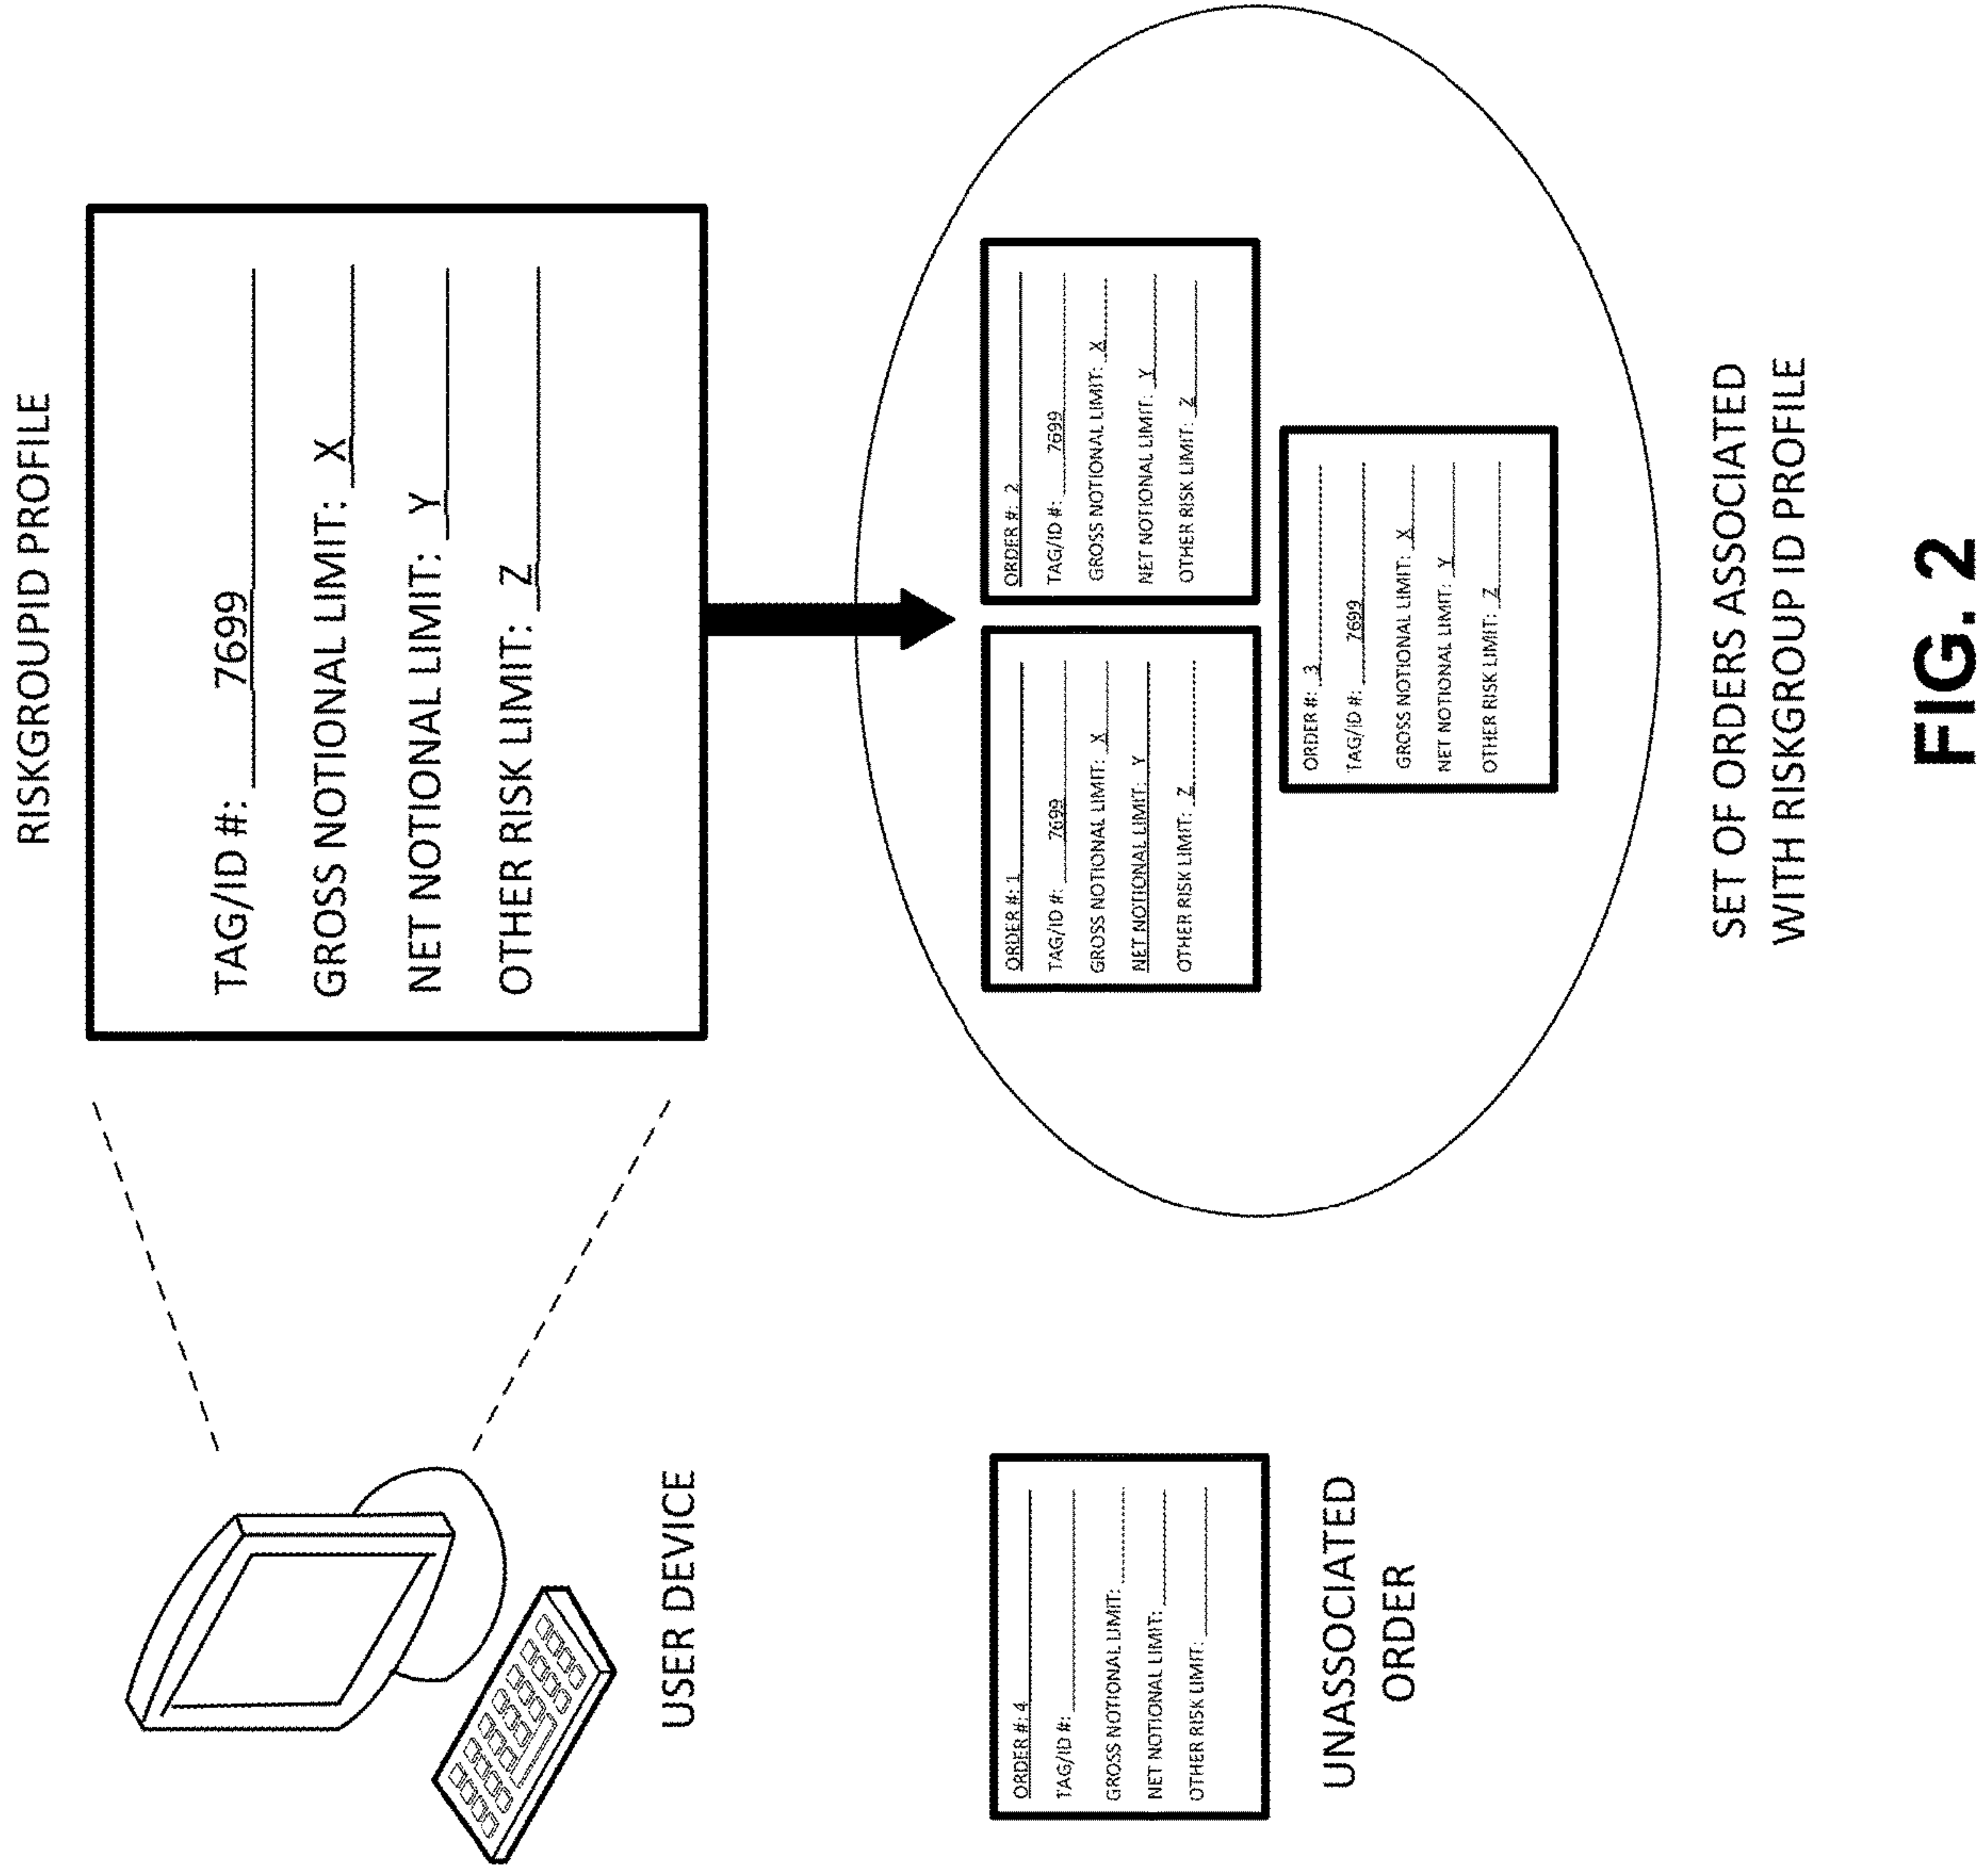 RISKGROUPID PROFILE
TAG/ID #: 7699
GROSS NOTIONAL LIMIT: X
NET NOTIONAL LIMIT: Y
OTHER RISK LIMIT: Z
USER DEVICE
ORDER #: 1
TAG/ID #: 7699
GROSS NOTIONAL LIMIT: X
NET NOTIONAL LIMIT: Y
OTHER RISK LIMIT: Z
ORDER #: 2
TAG/ID #: 7699
GROSS NOTIONAL LIMIT: X
NET NOTIONAL LIMIT: Y
OTHER RISK LIMIT: Z
ORDER #: 3
TAG/ID #: 7699
GROSS NOTIONAL LIMIT: X
NET NOTIONAL LIMIT: Y
OTHER RISK LIMIT: Z
ORDER #: 4
TAG/ID #:
GROSS NOTIONAL LIMIT:
NET NOTIONAL LIMIT:
OTHER RISK LIMIT:
UNASSOCIATED
ORDER
SET OF ORDERS ASSOCIATED
WITH RISKGROUP ID PROFILE
FIG. 2